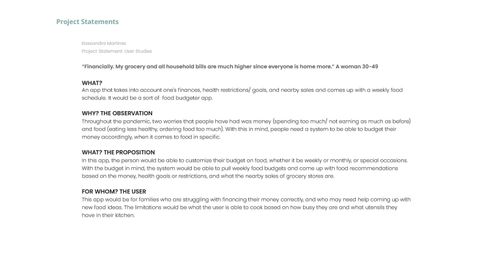 Project Statements
Kassandra Martinez
Project Statement User Studies
"Financially. My grocery and all household bills are much higher since everyone is home more." A woman 30-49
WHAT?
An app that takes into account one's finances, health restrictions/ goals, and nearby sales and comes up with a weekly food
schedule. It would be a sort of food budgeter app.
WHY? THE OBSERVATION
Throughout the pandemic, two worries that people have had was money (spending too much/ not earning as much as before)
and food (eating less healthy, ordering food too much). With this in mind, people need a system to be able to budget their
money accordingly, when it comes to food in specific.
WHAT? THE PROPOSITION
In this app, the person would be able to customize their budget on food, whether it be weekly or monthly, or special occasions.
With the budget in mind, the system would be able to pull weekly food budgets and come up with food recommendations
based on the money, health goals or restrictions, and what the nearby sales of grocery stores are.
FOR WHOM? THE USER
This app would be for families who are struggling with financing their money correctly, and who may need help coming up with
new food ideas. The limitations would be what the user is able to cook based on how busy they are and what utensils they
have in their kitchen.